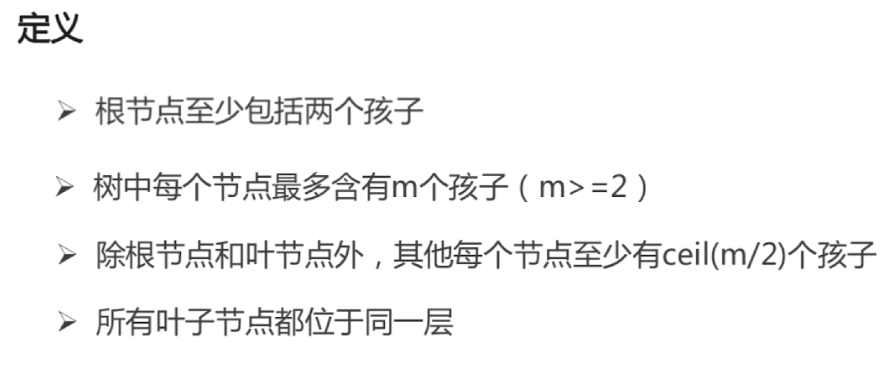 定义
➢ 根节点至少包括两个孩子
➢ 树中每个节点最多含有m个孩子（m>=2）
➢ 除根节点和叶节点外，其他每个节点至少有ceil(m/2)个孩子
➢ 所有叶子节点都位于同一层